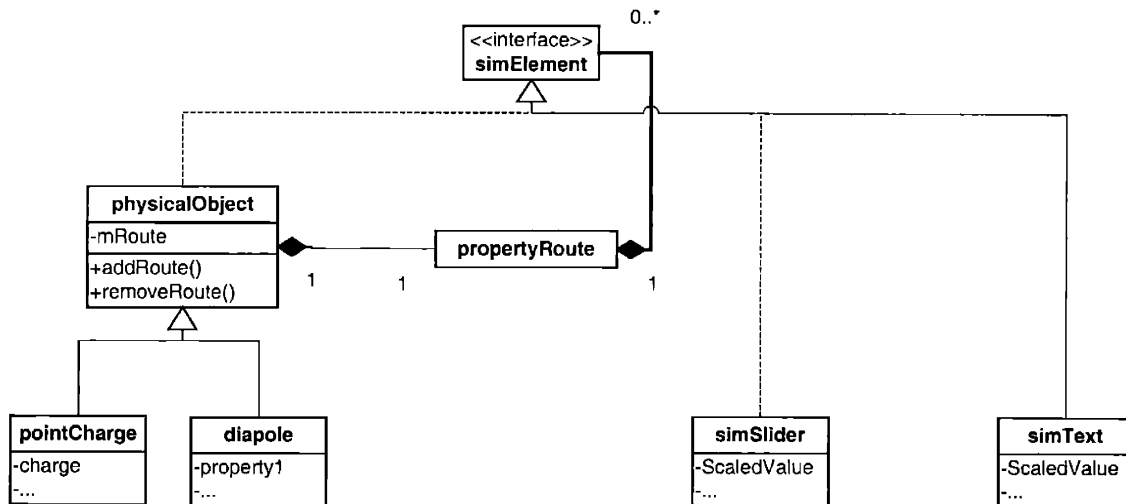 0..*
<<interface>>
simElement
physicalObject
-mRoute
+addRoute()
+removeRoute()
propertyRoute
1
1
1
pointCharge
-charge
-...
diapole
-property1
-...
simSlider
-ScaledValue
-...
simText
-ScaledValue
-...